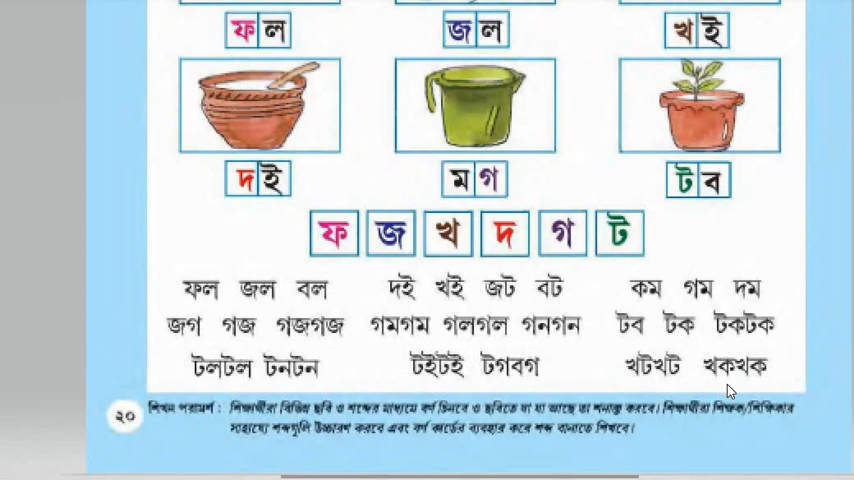 ফল জল খই
দই মগ টব
ফ জ খ দ গ ট
ফল জল বল দই খই জট বট কম গম দম
জগ গজ গজগজ গমগম গলগল গনগন টব টক টকটক
টলটল টনটন টইটই টগবগ খটখট খকখক
২০ শিখন পরামর্শ : শিক্ষার্থীরা বিভিন্ন ছবি ও শব্দের মাধ্যমে বর্ণ চিনবে ও ছবিতে যা যা আছে তা শনাক্ত করবে। শিক্ষার্থীরা শিক্ষক/শিক্ষিকার
সাহায্যে শব্দগুলি উচ্চারণ করবে এবং বর্ণ কার্ডের ব্যবহার করে শব্দ বানাতে শিখবে।